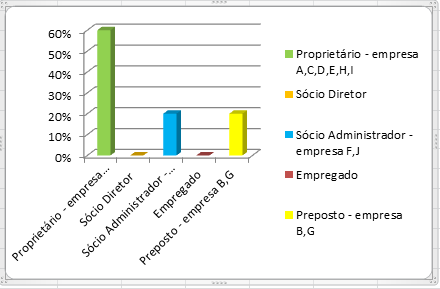 60%
50%
40%
30%
20%
10%
0%
Proprietário - empresa...
Sócio Diretor
Sócio Administrador -...
Empregado
Preposto - empresa B,G
Proprietário - empresa
A,C,D,E,H,I
Sócio Diretor
Sócio Administrador -
empresa F,J
Empregado
Preposto - empresa
B,G